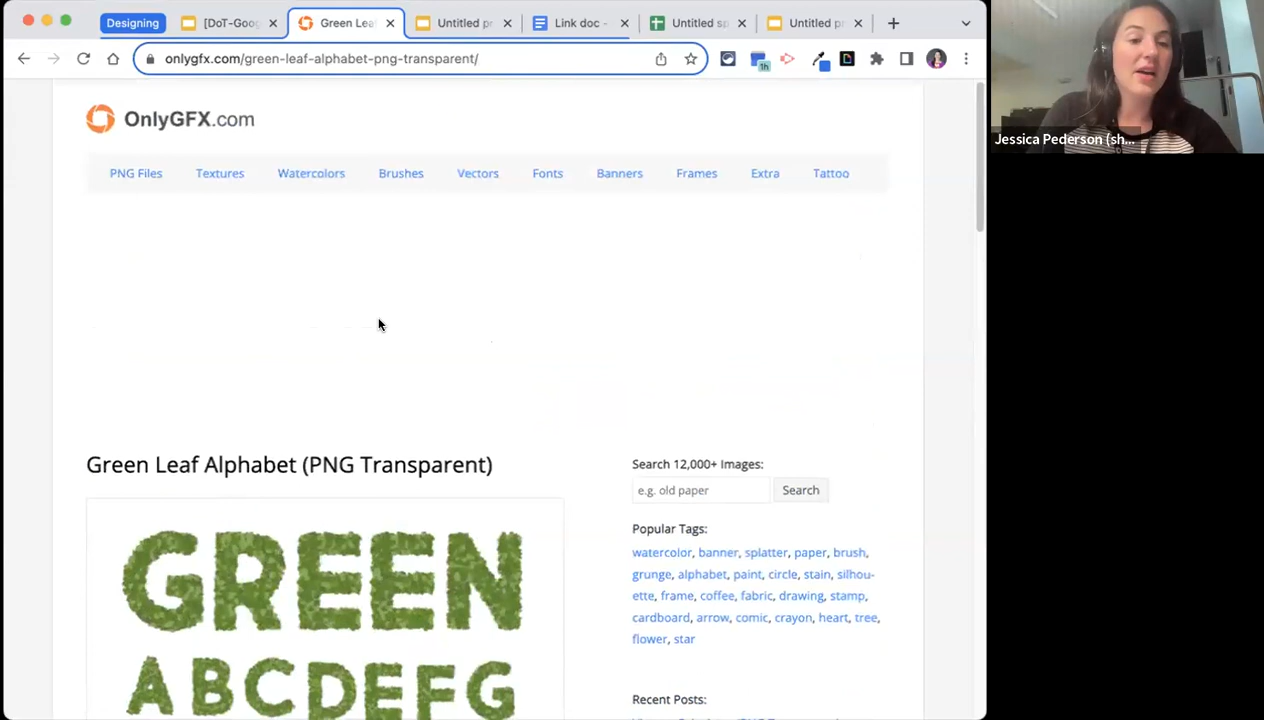 Designing
[DoT-Goo
Green Lea
Untitled pr
Link doc -
Untitled sp
Untitled pr
onlygfx.com/green-leaf-alphabet-png-transparent/
1h
Jessica Pederson (sh...
OnlyGFX.com
PNG Files Textures Watercolors Brushes Vectors Fonts Banners Frames Extra Tattoo
Green Leaf Alphabet (PNG Transparent)
GREEN
ABCDEFG
Search 12,000+ Images:
e.g. old paper Search
Popular Tags:
watercolor, banner, splatter, paper, brush,
grunge, alphabet, paint, circle, stain, silhou-
ette, frame, coffee, fabric, drawing, stamp,
cardboard, arrow, comic, crayon, heart, tree,
flower, star
Recent Posts: